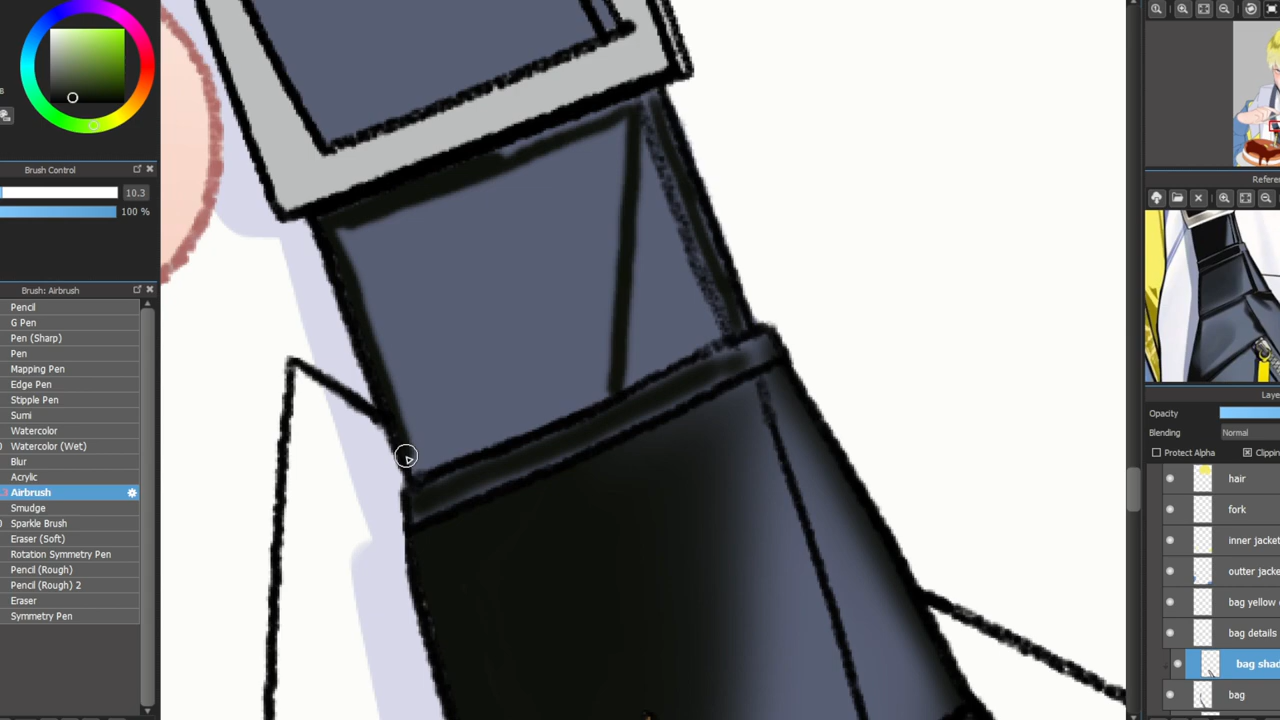 Brush Control
10.3
100 %
Brush: Airbrush
Pencil
G Pen
Pen (Sharp)
Pen
Mapping Pen
Edge Pen
Stipple Pen
Sumi
Watercolor
Watercolor (Wet)
Blur
Acrylic
Airbrush
Smudge
Sparkle Brush
Eraser (Soft)
Rotation Symmetry Pen
Pencil (Rough)
Pencil (Rough) 2
Eraser
Symmetry Pen
Refer
Laye
Opacity
Blending
Normal
Protect Alpha
Clippin
hair
fork
inner jacket
outter jacke
bag yellow
bag details
bag shad
bag